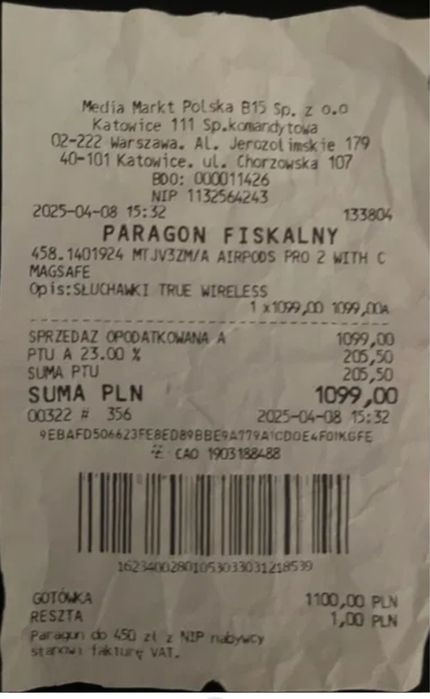 Media Markt Polska B15 Sp. z o.o
Katowice 111 Sp.komandytowa
02-222 Warszawa. AL. Jerozolimskie 179
40-101 Katowice. ul. Chorzowska 107
BDO: 000011426
NIP 1132564243
2025-04-08 15:32 133804
PARAGON FISKALNY
458.1401924 MTJV3ZM/A AIRPODS PRO 2 WITH C
MAGSAFE
Opis:SŁUCHAWKI TRUE WIRELESS
1 x1099,00 1099,00A
SPRZEDAZ OPODATKOWANA A 1099,00
PTU A 23.00 % 205,50
SUMA PTU 205,50
SUMA PLN 1099,00
00322 # 356 2025-04-08 15:32
CAO 1903188488
16234002801053033031218539
GOTÓWKA 1100,00 PLN
RESZTA 1,00 PLN
Paragon do 450 zł z NIP nabywcy
stanowi fakturę VAT.